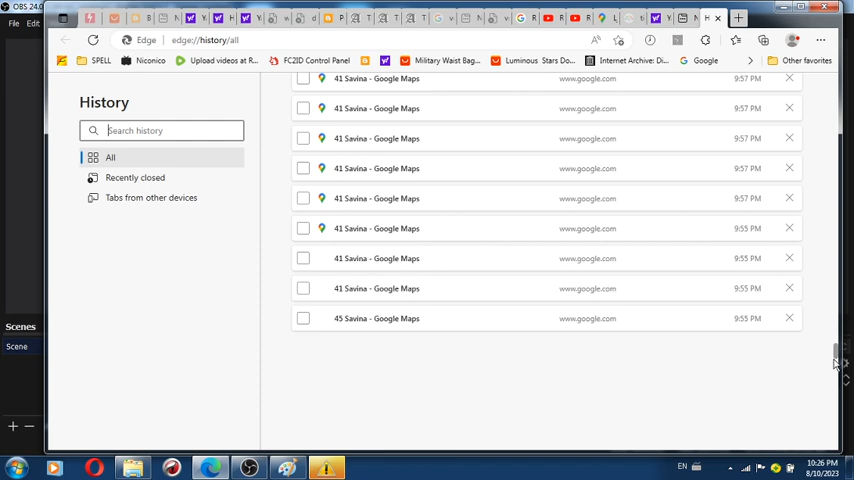 OBS 24.0
File Edit
Edge edge://history/all
SPELL Niconico Upload videos at R... FC2ID Control Panel Military Waist Bag... Luminous Stars Do... Internet Archive: Di... Google Other favorites
History
Search history
All
Recently closed
Tabs from other devices
41 Savina - Google Maps www.google.com 9:57 PM
41 Savina - Google Maps www.google.com 9:57 PM
41 Savina - Google Maps www.google.com 9:57 PM
41 Savina - Google Maps www.google.com 9:57 PM
41 Savina - Google Maps www.google.com 9:57 PM
41 Savina - Google Maps www.google.com 9:55 PM
41 Savina - Google Maps www.google.com 9:55 PM
41 Savina - Google Maps www.google.com 9:55 PM
45 Savina - Google Maps www.google.com 9:55 PM
Scenes
Scene
EN 10:26 PM
8/10/2023